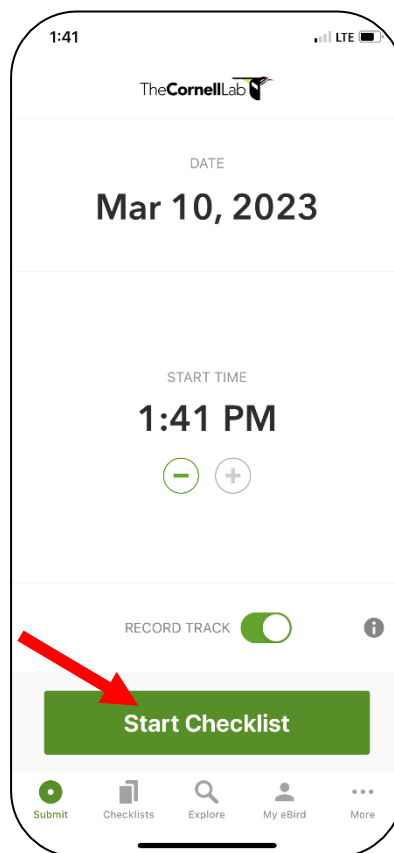 1:41 LTE
TheCornellLab
DATE
Mar 10, 2023
START TIME
1:41 PM
RECORD TRACK
Start Checklist
Submit Checklists Explore My eBird More